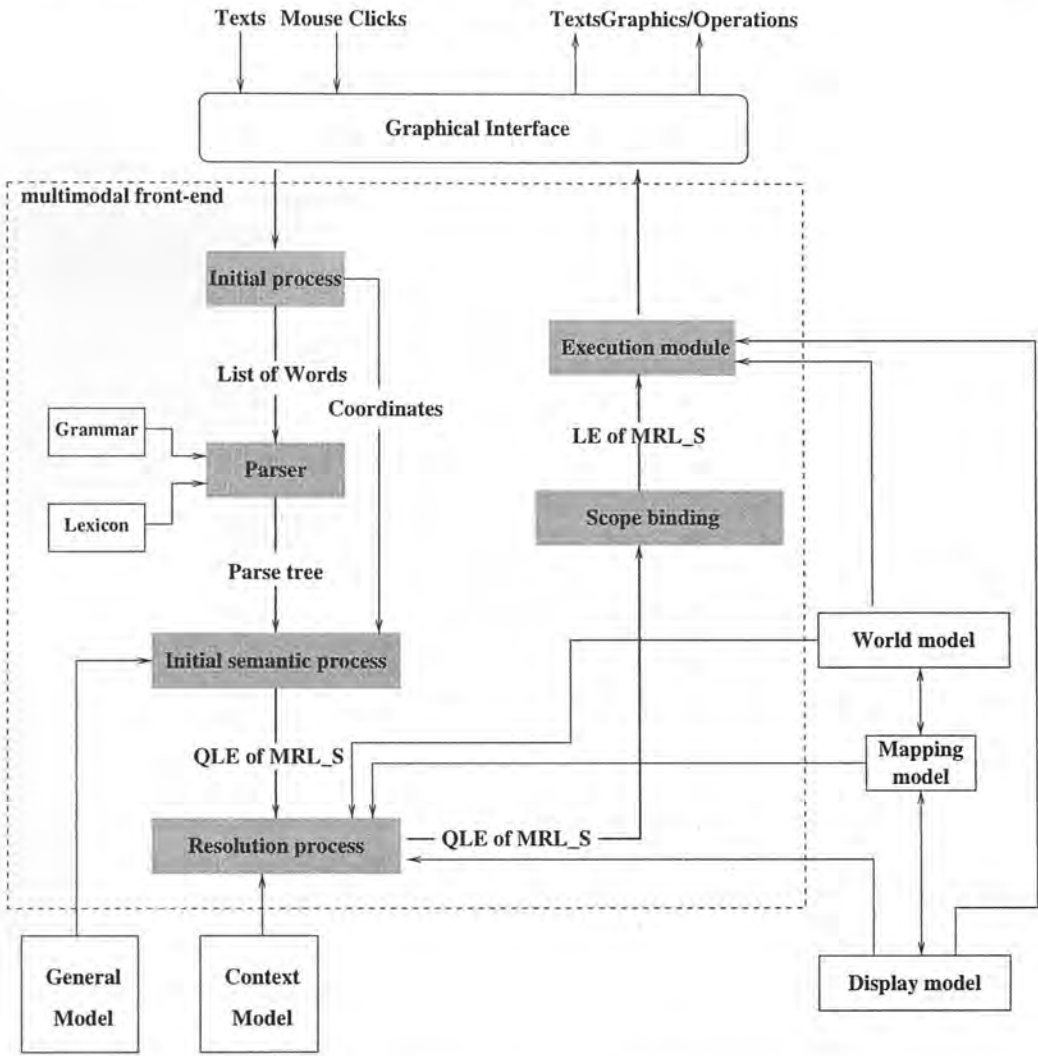 Texts Mouse Clicks TextsGraphics/Operations
Graphical Interface
multimodal front-end
Initial process
Execution module
List of Words
Coordinates
Grammar
LE of MRL_S
Parser
Lexicon
Scope binding
Parse tree
Initial semantic process
World model
QLE of MRL_S
Mapping
model
Resolution process
QLE of MRL_S
General
Model
Context
Model
Display model